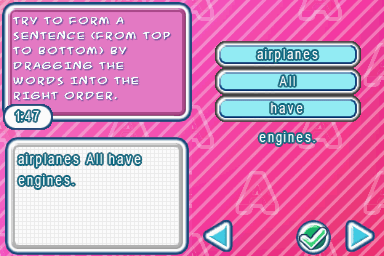 TRY TO FORM A
SENTENCE (FROM TOP
TO BOTTOM) BY
DRAGGING THE
WORDS INTO THE
RIGHT ORDER.
1:47
airplanes
All
have
engines.
airplanes All have
engines.